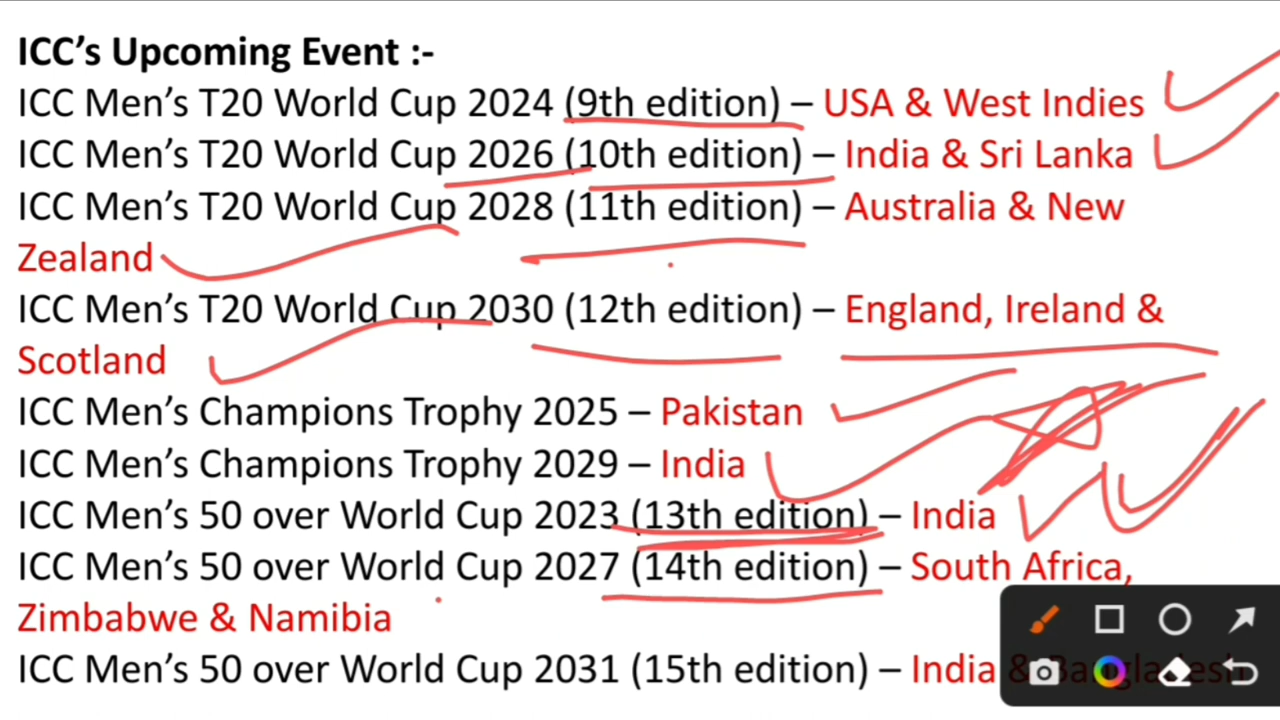 ICC’s Upcoming Event :-
ICC Men’s T20 World Cup 2024 (9th edition) – USA & West Indies
ICC Men’s T20 World Cup 2026 (10th edition) – India & Sri Lanka
ICC Men’s T20 World Cup 2028 (11th edition) – Australia & New
Zealand
ICC Men’s T20 World Cup 2030 (12th edition) – England, Ireland &
Scotland
ICC Men’s Champions Trophy 2025 – Pakistan
ICC Men’s Champions Trophy 2029 – India
ICC Men’s 50 over World Cup 2023 (13th edition) – India
ICC Men’s 50 over World Cup 2027 (14th edition) – South Africa,
Zimbabwe & Namibia
ICC Men’s 50 over World Cup 2031 (15th edition) – India & Bangladesh